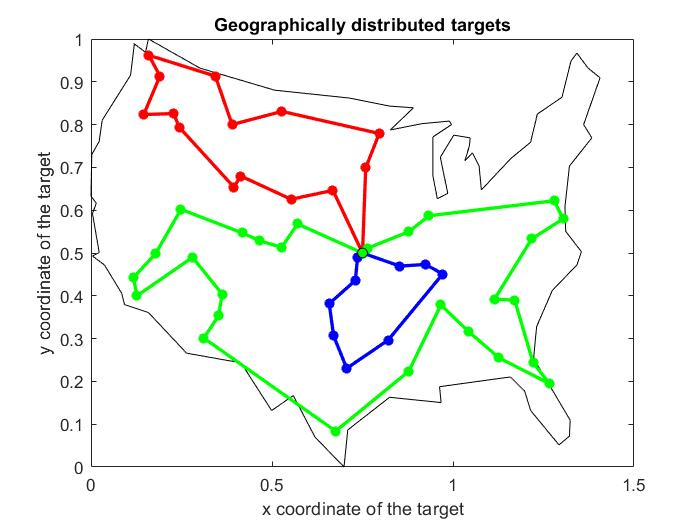 Geographically distributed targets
y coordinate of the target
1
0.9
0.8
0.7
0.6
0.5
0.4
0.3
0.2
0.1
0
0 0.5 1 1.5
x coordinate of the target